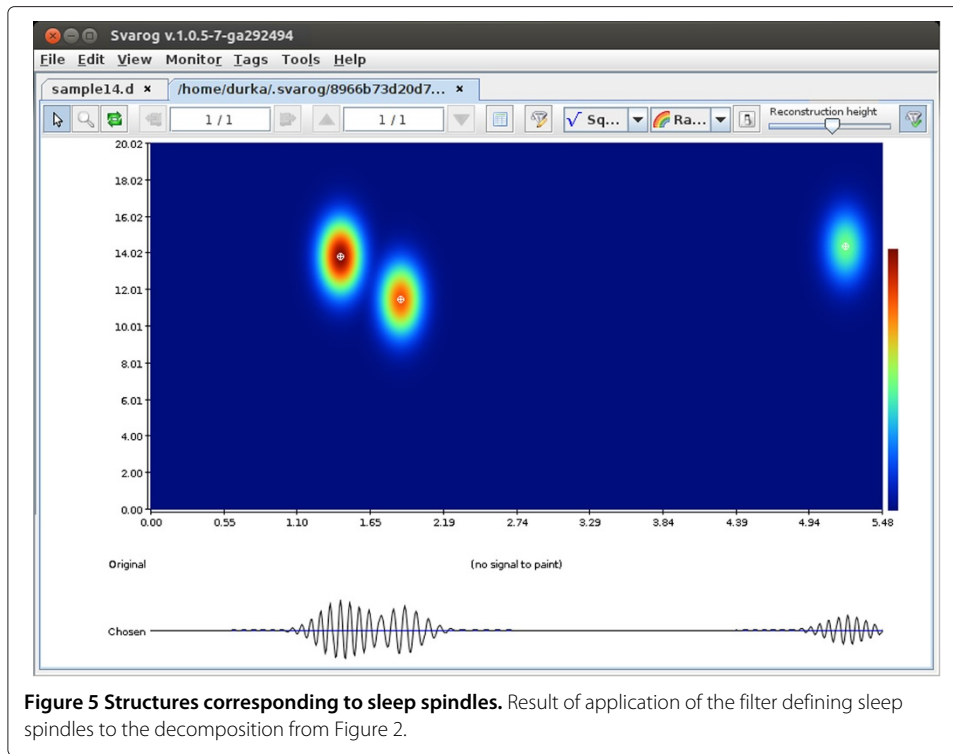 Svarog v.1.0.5-7-ga292494
File Edit View Monitor Tags Tools Help
sample14.d × /home/durka/.svarog/8966b73d20d7... ×
1 / 1 1 / 1 √ Sq... Ra... Reconstruction height
20.02
18.02
16.02
14.02
12.01
10.01
8.01
6.01
4.00
2.00
0.00
0.00 0.55 1.10 1.65 2.19 2.74 3.29 3.84 4.39 4.94 5.48
Original (no signal to paint)
Chosen
Figure 5 Structures corresponding to sleep spindles. Result of application of the filter defining sleep
spindles to the decomposition from Figure 2.